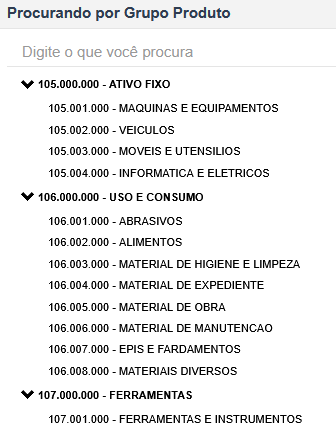 Procurando por Grupo Produto
Digite o que você procura
105.000.000 - ATIVO FIXO
105.001.000 - MAQUINAS E EQUIPAMENTOS
105.002.000 - VEICULOS
105.003.000 - MOVEIS E UTENSILIOS
105.004.000 - INFORMATICA E ELETRICOS
106.000.000 - USO E CONSUMO
106.001.000 - ABRASIVOS
106.002.000 - ALIMENTOS
106.003.000 - MATERIAL DE HIGIENE E LIMPEZA
106.004.000 - MATERIAL DE EXPEDIENTE
106.005.000 - MATERIAL DE OBRA
106.006.000 - MATERIAL DE MANUTENCAO
106.007.000 - EPIS E FARDAMENTOS
106.008.000 - MATERIAIS DIVERSOS
107.000.000 - FERRAMENTAS
107.001.000 - FERRAMENTAS E INSTRUMENTOS